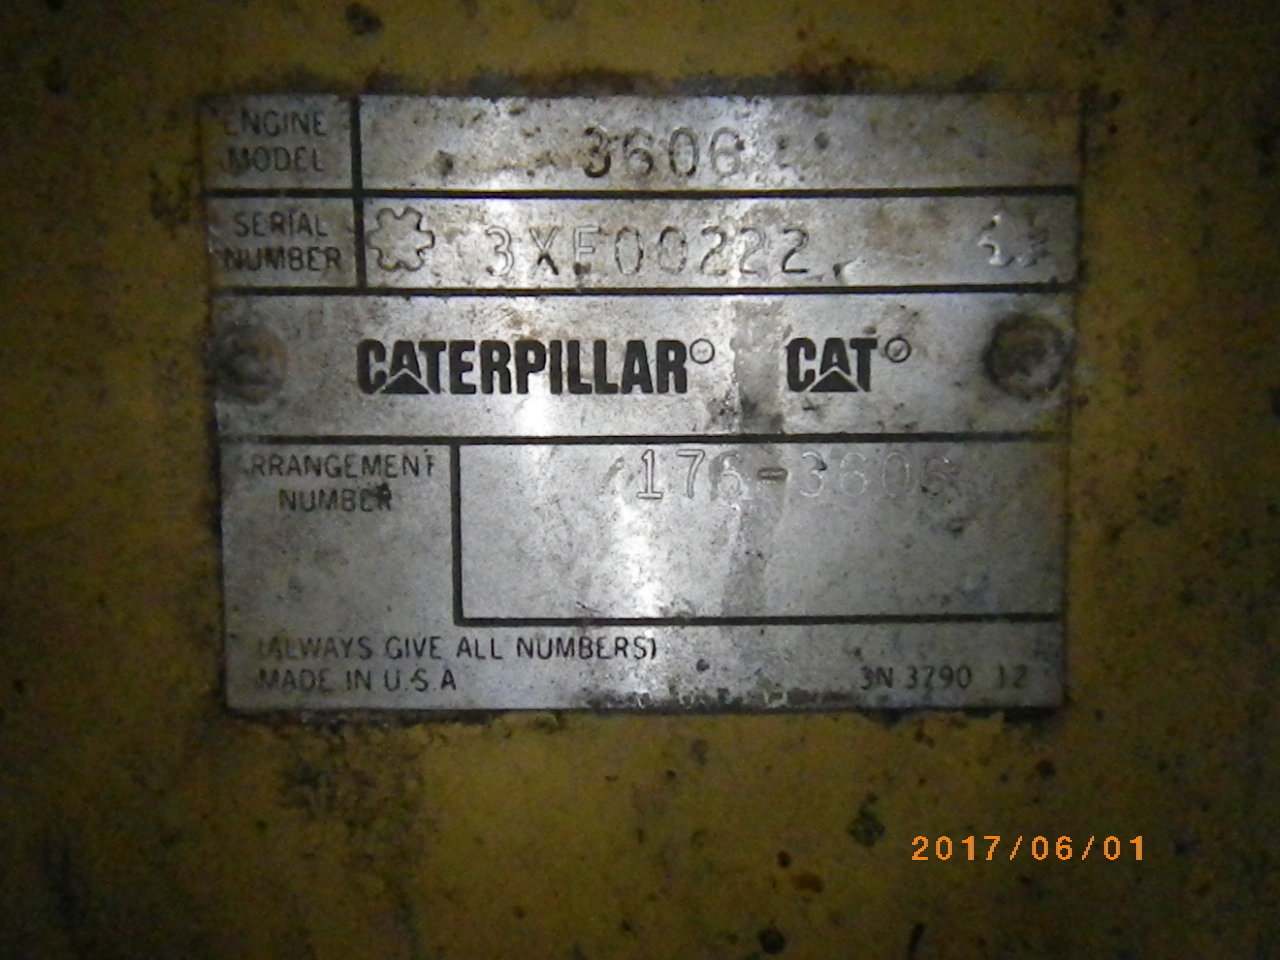 ENGINE MODEL 3606
SERIAL NUMBER 3XF00222
CATERPILLAR® CAT®
ARRANGEMENT NUMBER 176-3606
(ALWAYS GIVE ALL NUMBERS)
MADE IN U.S.A 3N 3790 12
2017/06/01